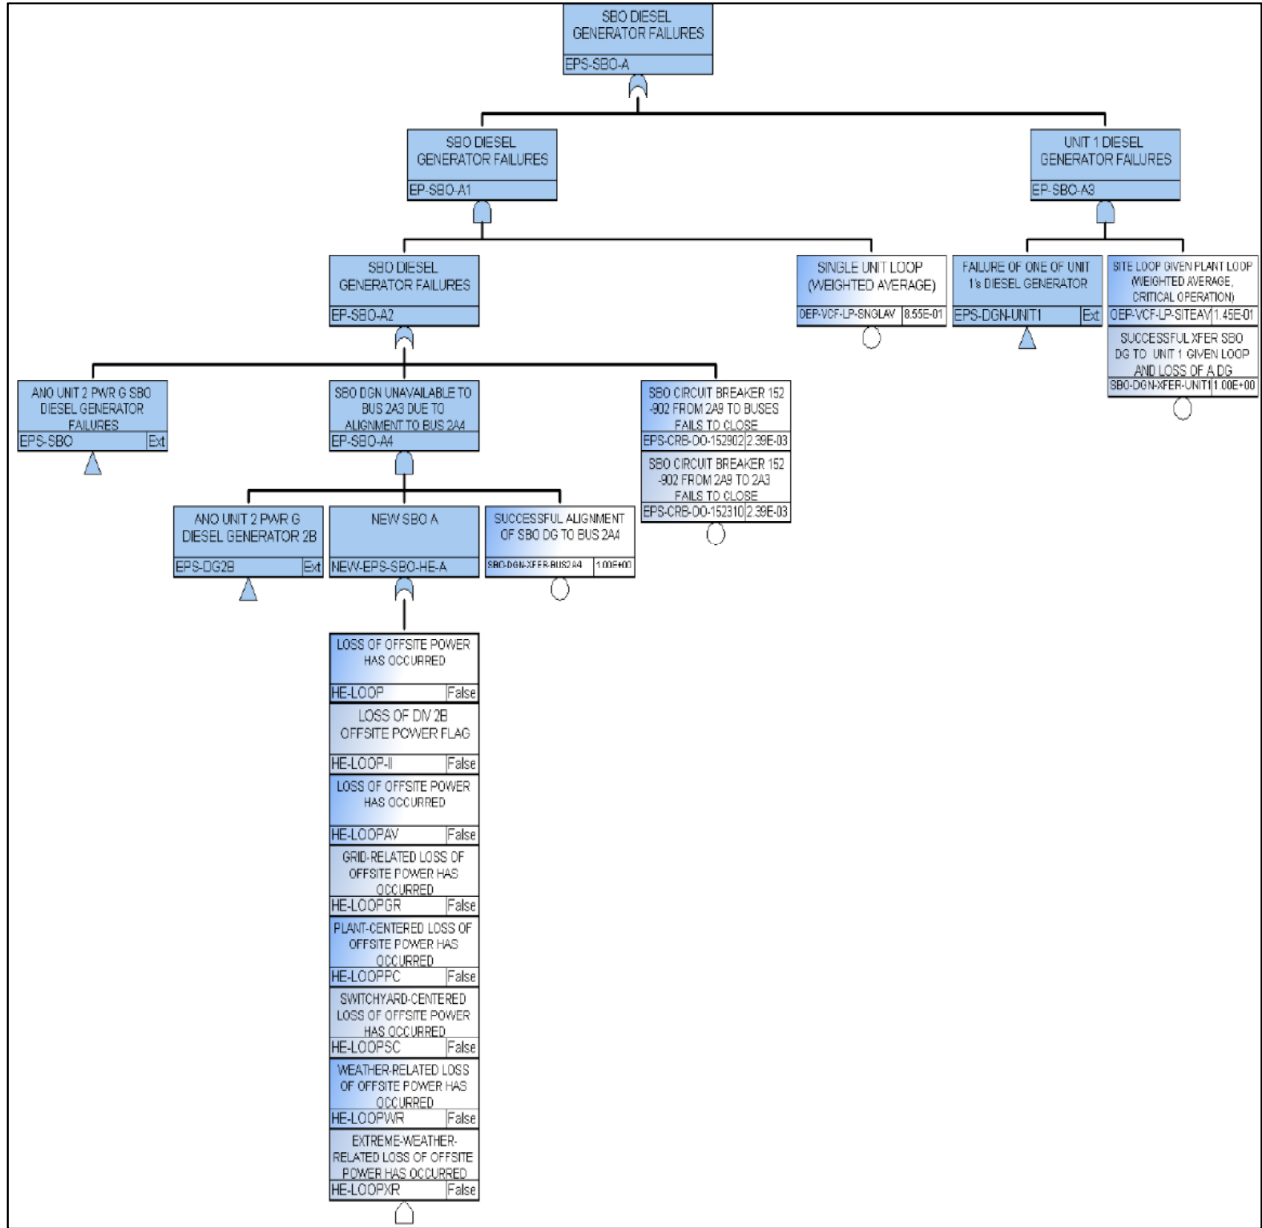 SBO DIESEL
GENERATOR FAILURES
EPS-SBO-A
SBO DIESEL
GENERATOR FAILURES
EP-SBO-A1
UNIT 1 DIESEL
GENERATOR FAILURES
EP-SBO-A3
SBO DIESEL
GENERATOR FAILURES
EP-SBO-A2
SINGLE UNIT LOOP
(WEIGHTED AVERAGE)
OEP-VCF-LP-SNGLAV 8.55E-01
FAILURE OF ONE OF UNIT
1's DIESEL GENERATOR
EPS-DGN-UNIT1 Ext
SITE LOOP GIVEN PLANT LOOP
(WEIGHTED AVERAGE,
CRITICAL OPERATION)
OEP-VCF-LP-SITEAV 1.45E-01
SUCCESSFUL XFER SBO
DG TO UNIT 1 GIVEN LOOP
AND LOSS OF A DG
SBO-DGN-XFER-UNIT1 1.00E+00
ANO UNIT 2 PWR G SBO
DIESEL GENERATOR
FAILURES
EPS-SBO Ext
SBO DGN UNAVAILABLE TO
BUS 2A3 DUE TO
ALIGNMENT TO BUS 2A4
EP-SBO-A4
SBO CIRCUIT BREAKER 152
-902 FROM 2A9 TO BUSES
FAILS TO CLOSE
EPS-CRB-DO-152902 2.39E-03
SBO CIRCUIT BREAKER 152
-902 FROM 2A9 TO 2A3
FAILS TO CLOSE
EPS-CRB-DO-152310 2.39E-03
ANO UNIT 2 PWR G
DIESEL GENERATOR 2B
EPS-DG2B Ext
NEW SBO A
NEW-EPS-SBO-HE-A
SUCCESSFUL ALIGNMENT
OF SBO DG TO BUS 2A4
SBO-DGN-XFER-BUS2A4 1.00E+00
LOSS OF OFFSITE POWER
HAS OCCURRED
HE-LOOP False
LOSS OF DIV 2B
OFFSITE POWER FLAG
HE-LOOP-II False
LOSS OF OFFSITE POWER
HAS OCCURRED
HE-LOOPAV False
GRID-RELATED LOSS OF
OFFSITE POWER HAS
OCCURRED
HE-LOOPGR False
PLANT-CENTERED LOSS OF
OFFSITE POWER HAS
OCCURRED
HE-LOOPPC False
SWITCHYARD-CENTERED
LOSS OF OFFSITE POWER
HAS OCCURRED
HE-LOOPSC False
WEATHER-RELATED LOSS
OF OFFSITE POWER HAS
OCCURRED
HE-LOOPWR False
EXTREME-WEATHER-
RELATED LOSS OF OFFSITE
POWER HAS OCCURRED
HE-LOOPXR False